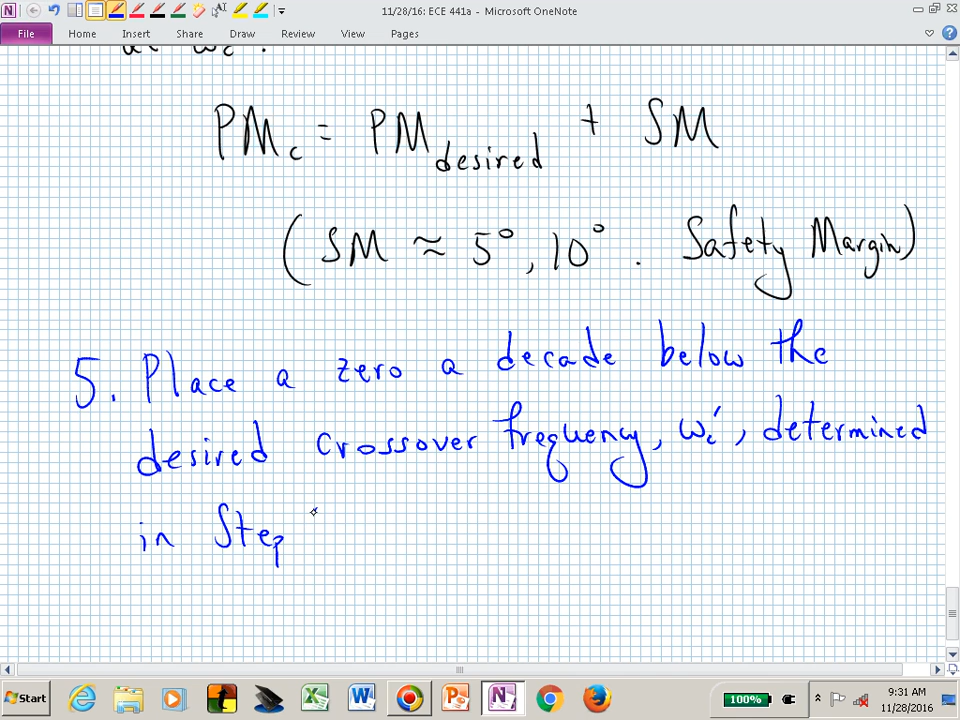 11/28/16: ECE 441a - Microsoft OneNote
File Home Insert Share Draw Review View Pages
PMc = PMdesired + SM
(SM ≈ 5°, 10°. Safety Margin)
5. Place a zero a decade below the
desired crossover frequency, ωc', determined
in Step
Start
100%
9:31 AM
11/28/2016